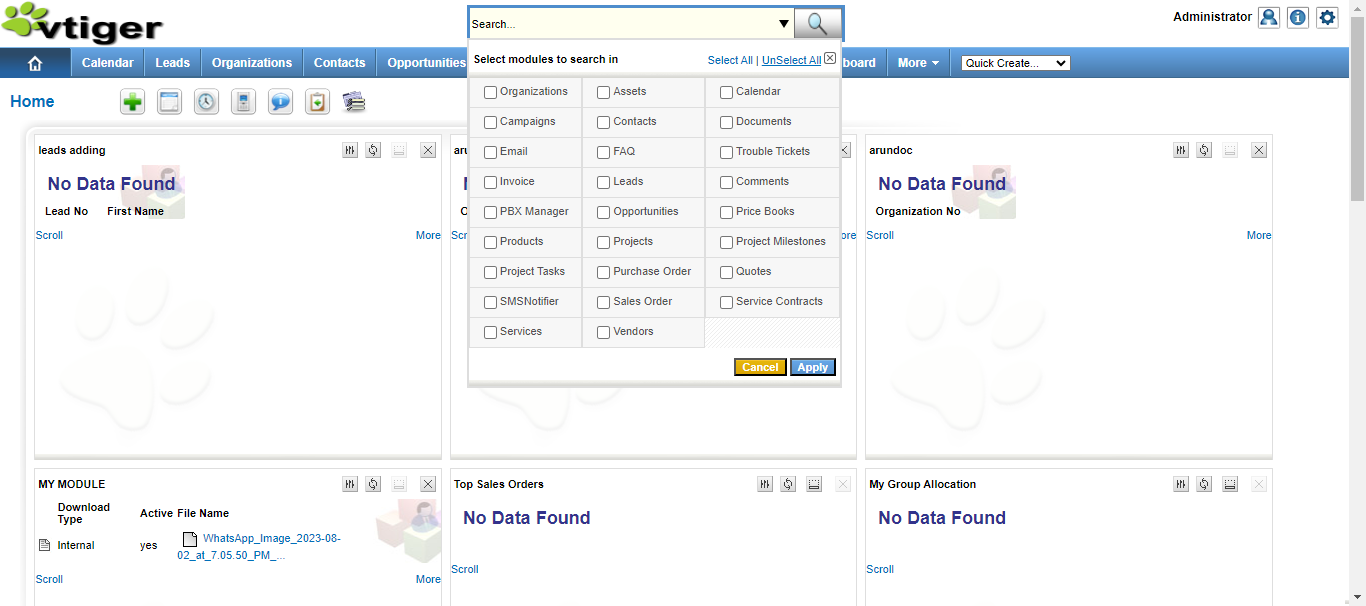 vtiger
Search...
Administrator
Calendar
Leads
Organizations
Contacts
Opportunities
board
More
Quick Create...
Select modules to search in
Select All | UnSelect All
Organizations
Assets
Calendar
Campaigns
Contacts
Documents
Email
FAQ
Trouble Tickets
Invoice
Leads
Comments
PBX Manager
Opportunities
Price Books
Products
Projects
Project Milestones
Project Tasks
Purchase Order
Quotes
SMSNotifier
Sales Order
Service Contracts
Services
Vendors
Cancel
Apply
Home
leads adding
No Data Found
Lead No First Name
Scroll
More
arundoc
No Data Found
Organization No
Scroll
More
MY MODULE
Download Type
Active
File Name
Internal
yes
WhatsApp_Image_2023-08-
02_at_7.05.50_PM_...
Scroll
More
Top Sales Orders
No Data Found
Scroll
My Group Allocation
No Data Found
Scroll